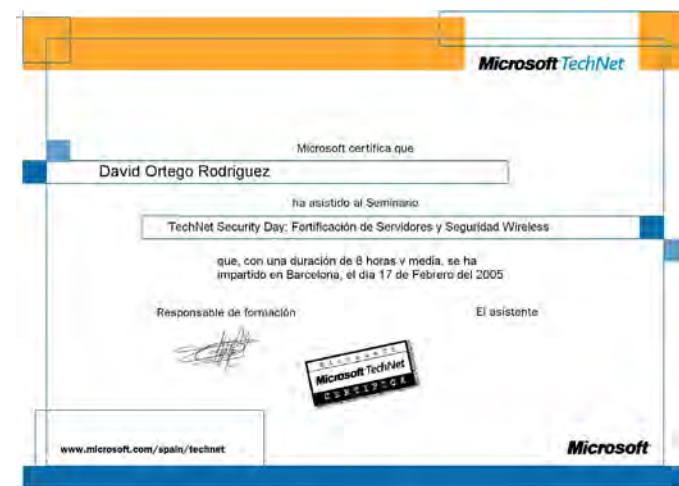 Microsoft TechNet
Microsoft certifica que
David Ortego Rodriguez
ha asistido al Seminario
TechNet Security Day: Fortificación de Servidores y Seguridad Wireless
que, con una duración de 8 horas y media, se ha
impartido en Barcelona, el día 17 de Febrero del 2005
Responsable de formación
El asistente
Microsoft TechNet
CERTIFICA
www.microsoft.com/spain/technet
Microsoft